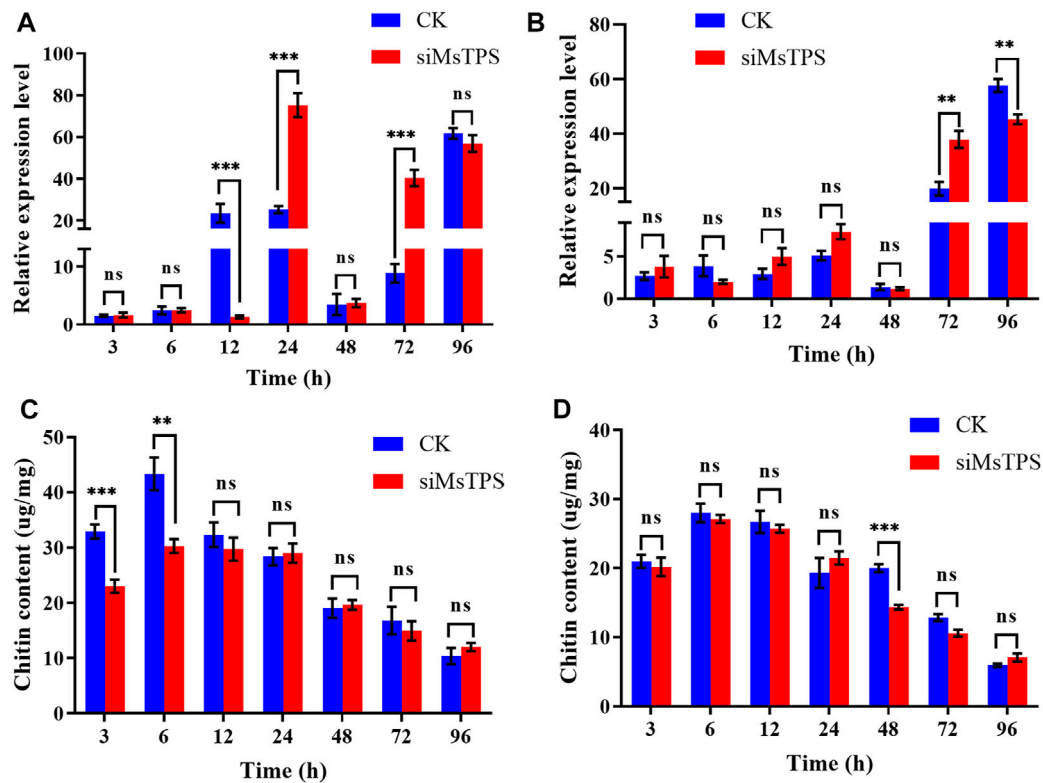 A
CK
siMsTPS
Relative expression level
100
80
60
40
20
10
0
ns
ns
***
***
ns
***
ns
3 6 12 24 48 72 96
Time (h)
B
CK
siMsTPS
Relative expression level
80
60
40
20
5
0
ns
ns
ns
ns
ns
**
**
3 6 12 24 48 72 96
Time (h)
C
CK
siMsTPS
Chitin content (ug/mg)
50
40
30
20
10
0
***
**
ns
ns
ns
ns
ns
3 6 12 24 48 72 96
Time (h)
D
CK
siMsTPS
Chitin content (ug/mg)
40
30
20
10
0
ns
ns
ns
ns
***
ns
ns
3 6 12 24 48 72 96
Time (h)